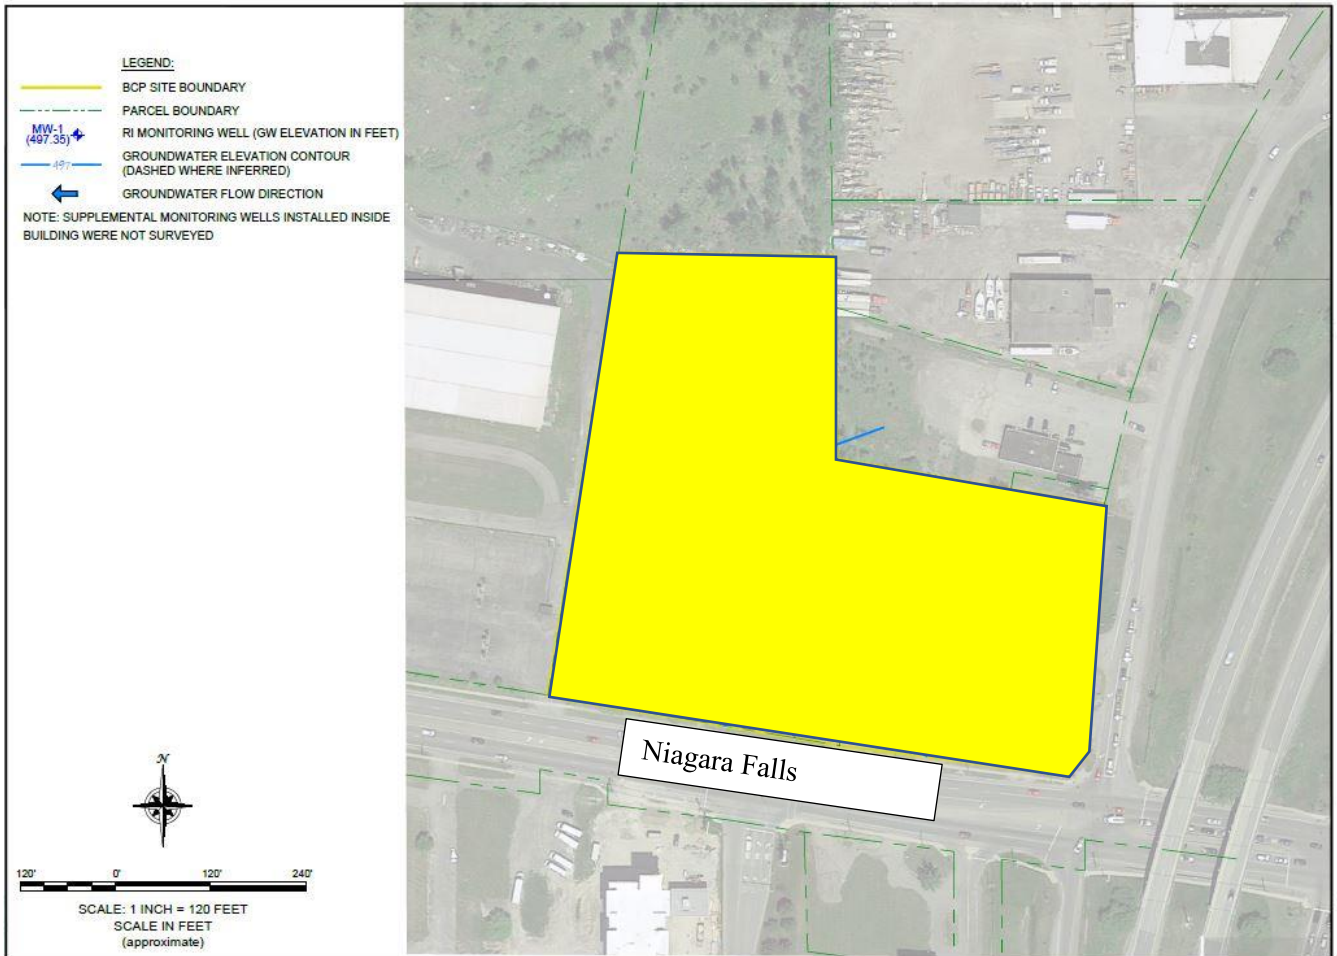 LEGEND:
BCP SITE BOUNDARY
PARCEL BOUNDARY
MW-1
(497.35)
RI MONITORING WELL (GW ELEVATION IN FEET)
497
GROUNDWATER ELEVATION CONTOUR
(DASHED WHERE INFERRED)
GROUNDWATER FLOW DIRECTION
NOTE: SUPPLEMENTAL MONITORING WELLS INSTALLED INSIDE
BUILDING WERE NOT SURVEYED
Niagara Falls
N
120' 0' 120' 240'
SCALE: 1 INCH = 120 FEET
SCALE IN FEET
(approximate)